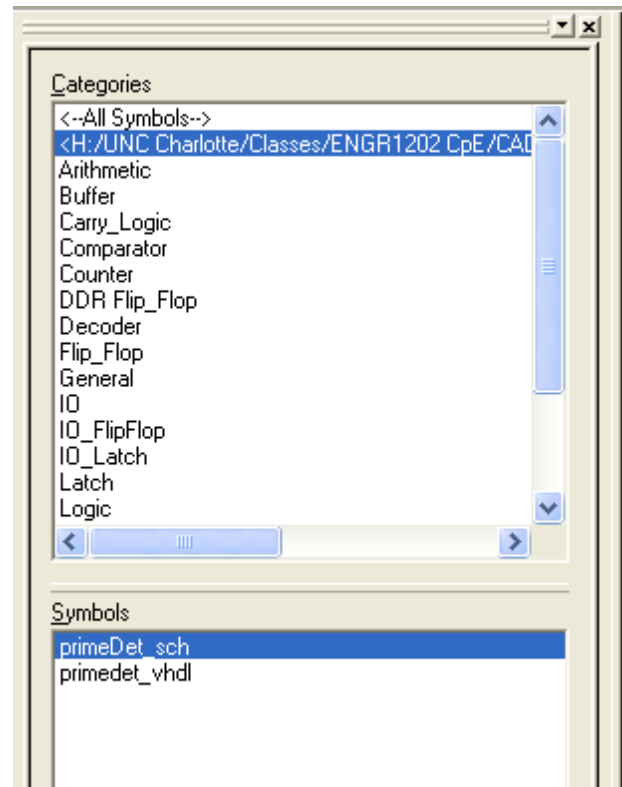 Categories
<--All Symbols-->
<H:/UNC Charlotte/Classes/ENGR1202 CpE/CAD
Arithmetic
Buffer
Carry_Logic
Comparator
Counter
DDR Flip_Flop
Decoder
Flip_Flop
General
IO
IO_FlipFlop
IO_Latch
Latch
Logic
Symbols
primeDet_sch
primedet_vhdl